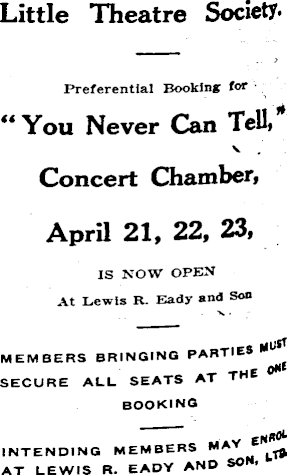 Little Theatre Society.
Preferential Booking for
"You Never Can Tell,"
Concert Chamber,
April 21, 22, 23,
IS NOW OPEN
At Lewis R. Eady and Son
MEMBERS BRINGING PARTIES MUST
SECURE ALL SEATS AT THE ONE
BOOKING
INTENDING MEMBERS MAY ENROL
AT LEWIS R. EADY AND SON, LTD.